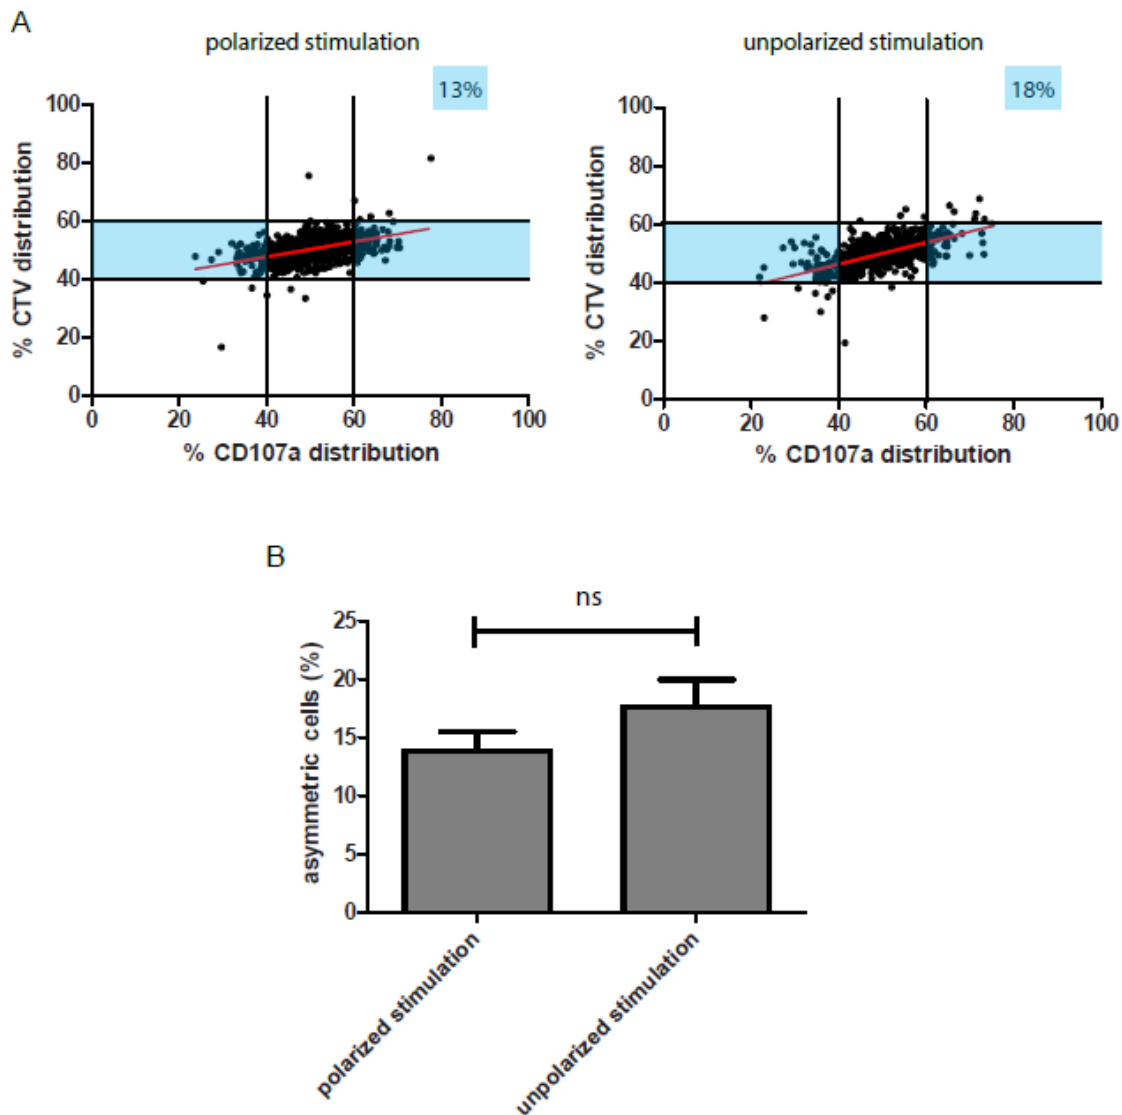 A
polarized stimulation
13%
100
80
60
40
20
0
% CTV distribution
0 20 40 60 80 100
% CD107a distribution
unpolarized stimulation
18%
100
80
60
40
20
0
% CTV distribution
0 20 40 60 80 100
% CD107a distribution
B
ns
25
20
15
10
5
0
asymmetric cells (%)
polarized stimulation
unpolarized stimulation